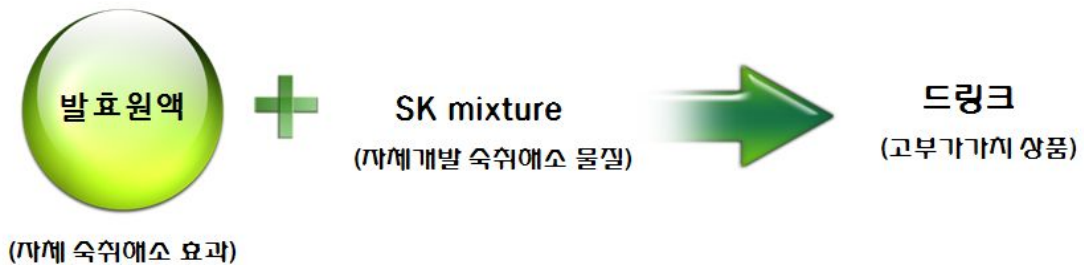 발효원액
SK mixture
드링크
(자체개발 숙취해소 물질)
(고부가가치 상품)
(자체 숙취해소 효과)